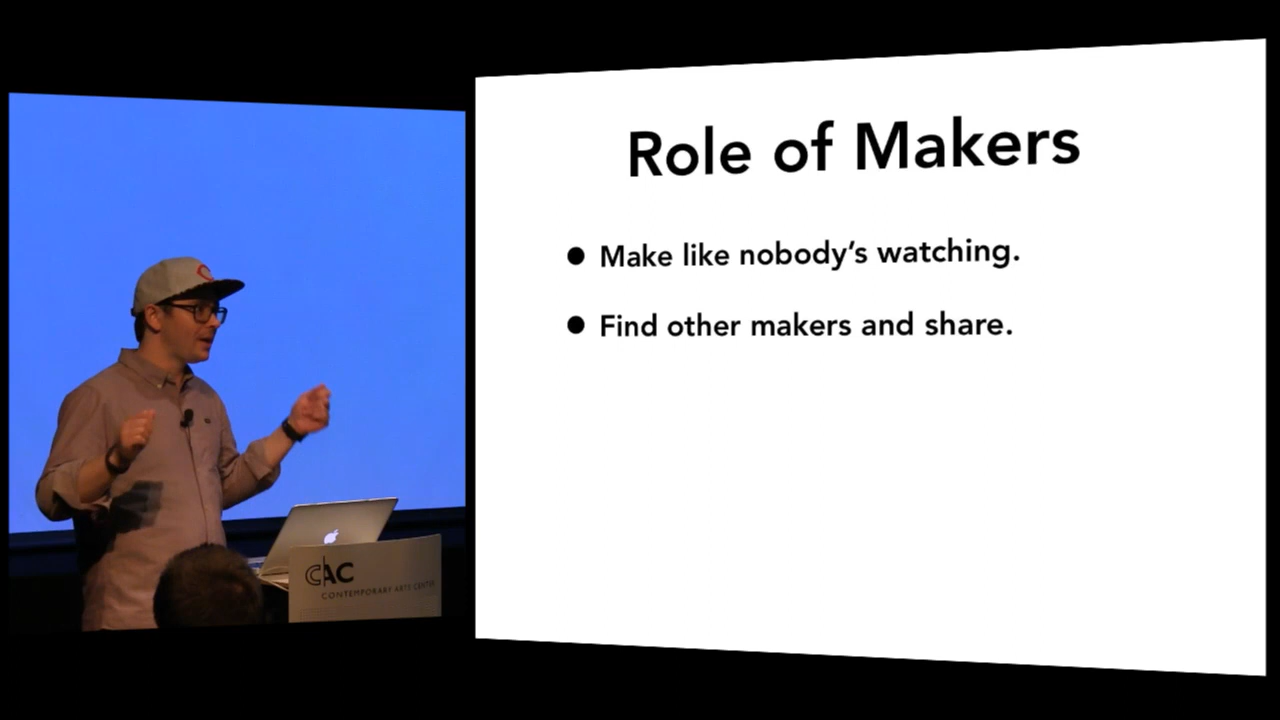 Role of Makers
● Make like nobody's watching.
● Find other makers and share.
CAC
CONTEMPORARY ARTS CENTER